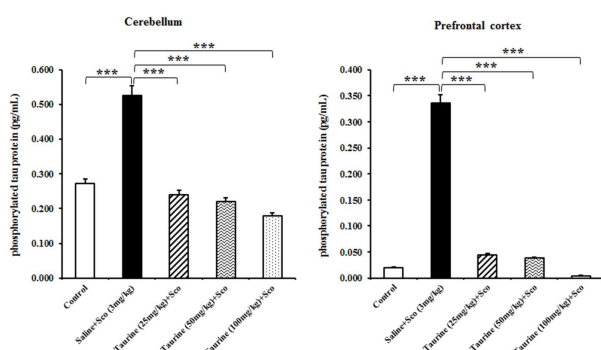 Cerebellum
***
***
***
***
phosphorylated tau protein (pg/mL)
0.600
0.500
0.400
0.300
0.200
0.100
0.000
Control
Saline+Sco (3mg/kg)
Taurine (25mg/kg)+Sco
Taurine (50mg/kg)+Sco
Taurine (100mg/kg)+Sco
Prefrontal cortex
***
***
***
***
phosphorylated tau protein (pg/mL)
0.400
0.350
0.300
0.250
0.200
0.150
0.100
0.050
0.000
Control
Saline+Sco (3mg/kg)
Taurine (25mg/kg)+Sco
Taurine (50mg/kg)+Sco
Taurine (100mg/kg)+Sco